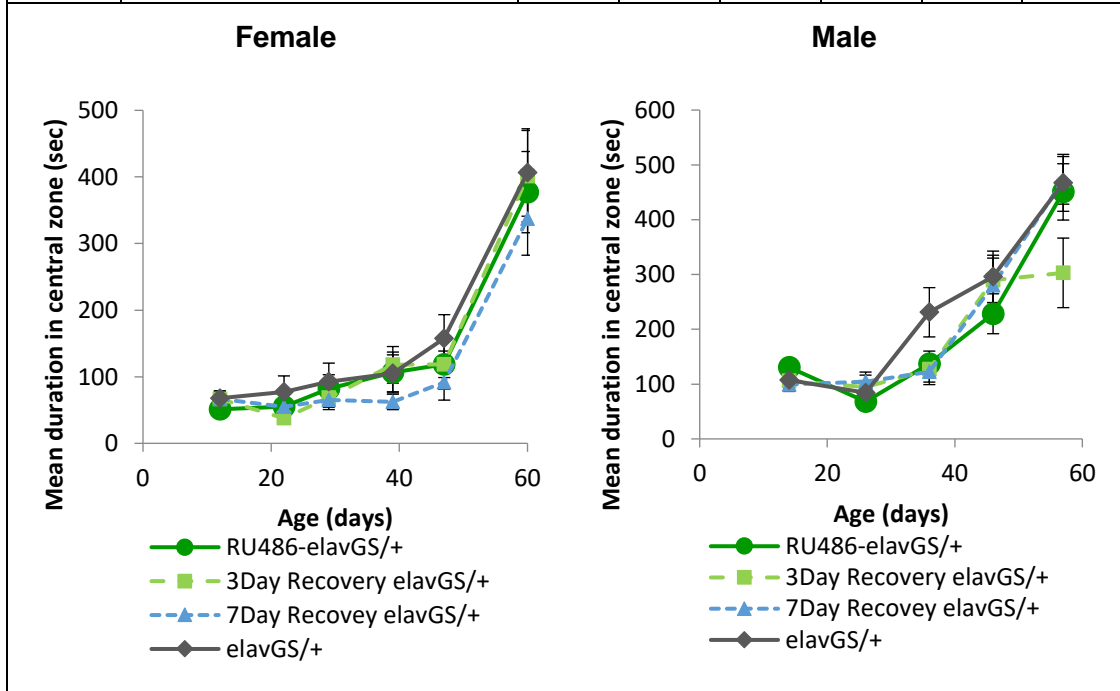 Female
Mean duration in central zone (sec)
500
400
300
200
100
0
0 20 40 60
Age (days)
RU486-elavGS/+
3Day Recovery elavGS/+
7Day Recovey elavGS/+
elavGS/+
Male
Mean duration in central zone (sec)
600
500
400
300
200
100
0
0 20 40 60
Age (days)
RU486-elavGS/+
3Day Recovery elavGS/+
7Day Recovery elavGS/+
elavGS/+